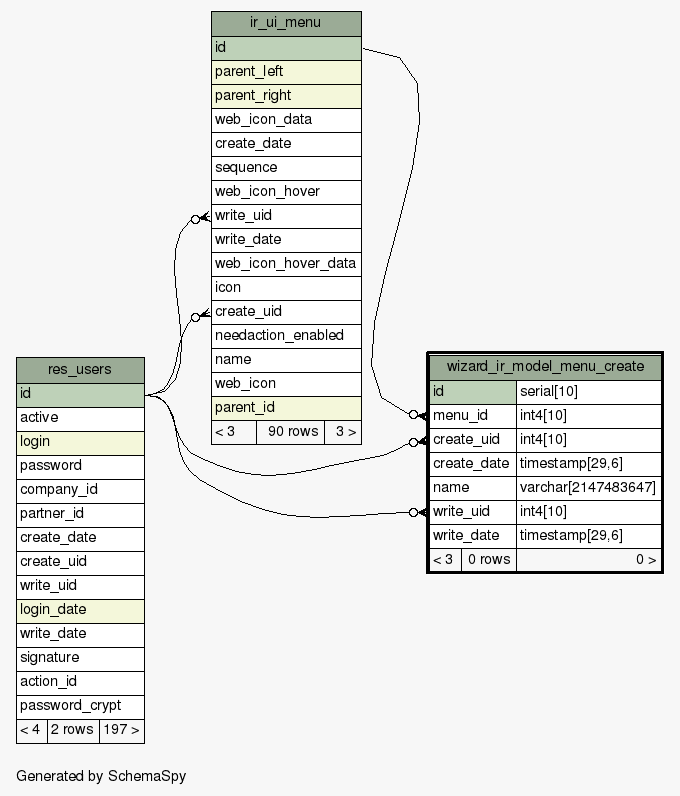 ir_ui_menu
id
parent_left
parent_right
web_icon_data
create_date
sequence
web_icon_hover
write_uid
write_date
web_icon_hover_data
icon
create_uid
needaction_enabled
name
web_icon
parent_id
< 3 90 rows 3 >
res_users
id
active
login
password
company_id
partner_id
create_date
create_uid
write_uid
login_date
write_date
signature
action_id
password_crypt
< 4 2 rows 197 >
wizard_ir_model_menu_create
id serial[10]
menu_id int4[10]
create_uid int4[10]
create_date timestamp[29,6]
name varchar[2147483647]
write_uid int4[10]
write_date timestamp[29,6]
< 3 0 rows 0 >
Generated by SchemaSpy